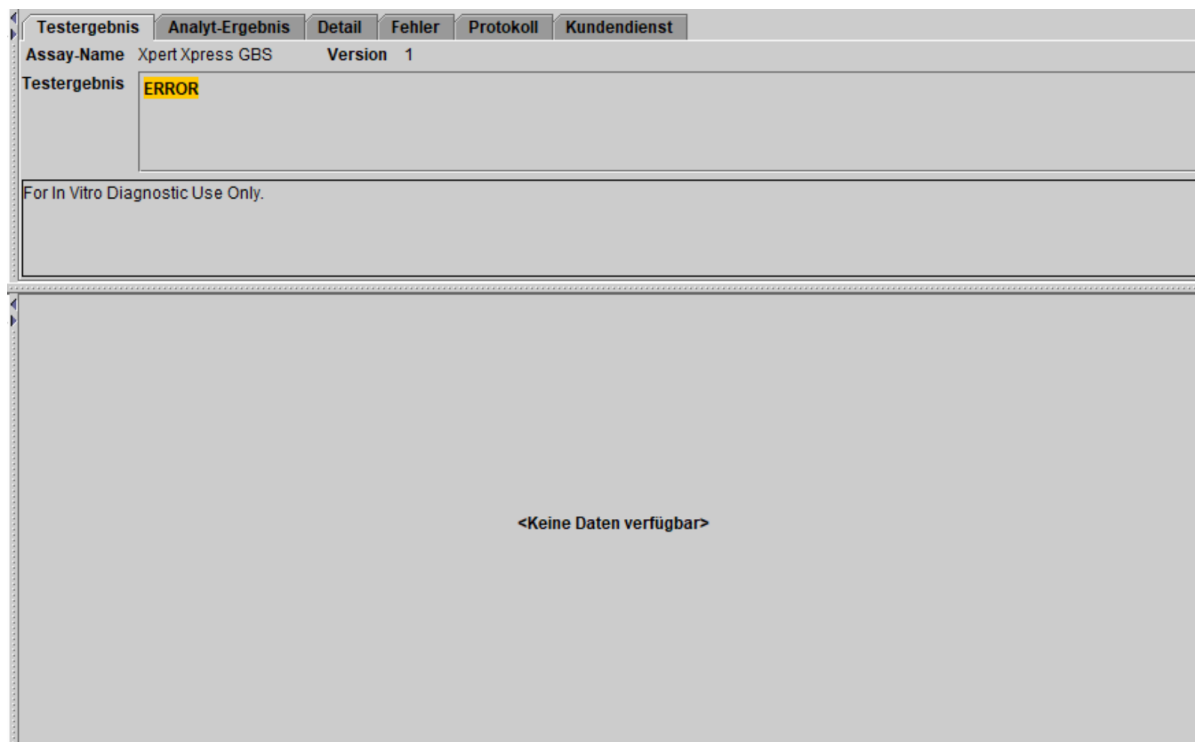 Testergebnis Analyt-Ergebnis Detail Fehler Protokoll Kundendienst
Assay-Name Xpert Xpress GBS Version 1
Testergebnis ERROR
For In Vitro Diagnostic Use Only.
<Keine Daten verfügbar>